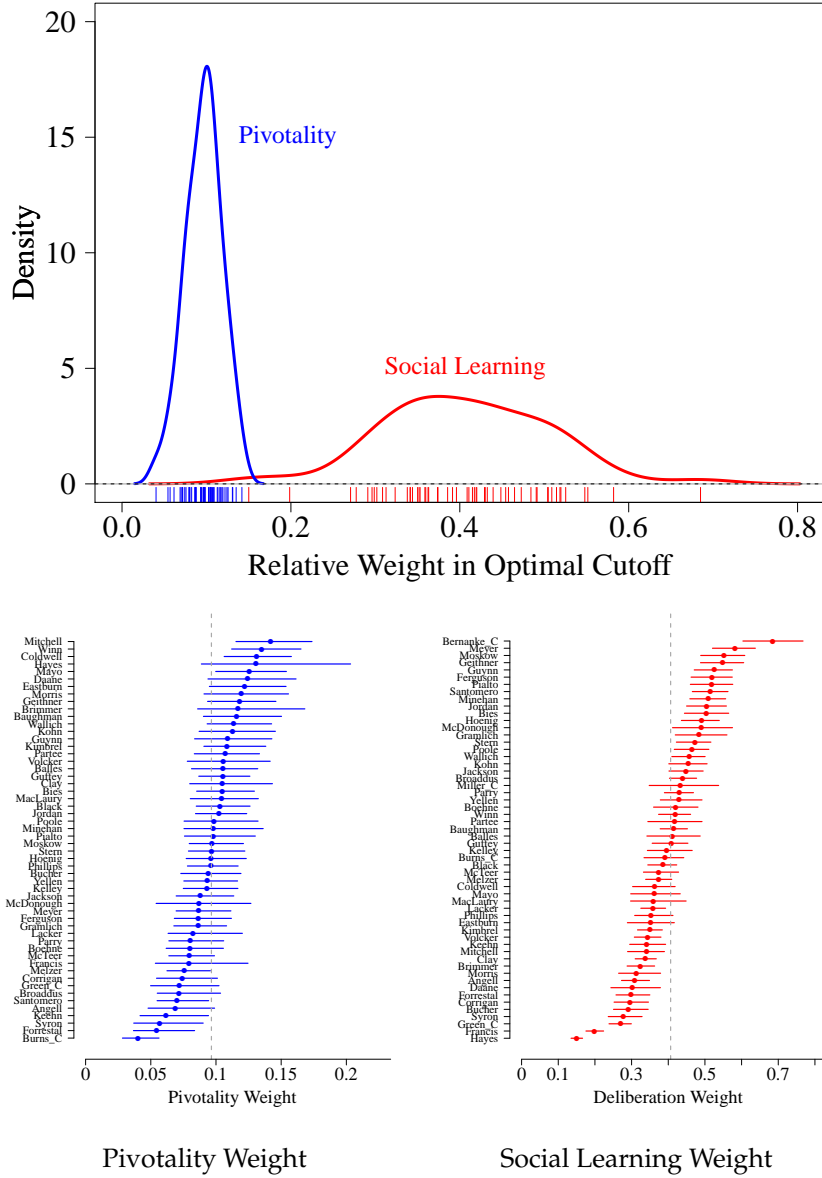 20
15
10
5
0
Density
Pivotality
Social Learning
0.0 0.2 0.4 0.6 0.8
Relative Weight in Optimal Cutoff
Mitchell
Winn
Coldwell
Hayes
Mayo
Daane
Eastburn
Morris
Geithner
Brimmer
Baughman
Wallich
Kohn
Guynn
Kimbrel
Partee
Volcker
Balles
Guffey
Clay
Bies
MacLaury
Black
Jordan
Poole
Minehan
Pialto
Moskow
Stern
Hoenig
Phillips
Bucher
Yellen
Kelley
Jackson
McDonough
Meyer
Ferguson
Gramlich
Lacker
Parry
Boehne
McTeer
Francis
Melzer
Corrigan
Green_C
Broaddus
Santomero
Angell
Keehn
Syron
Forrestal
Burns_C
0 0.05 0.1 0.15 0.2
Pivotality Weight
Pivotality Weight
Bernanke_C
Meyer
Moskow
Geithner
Guynn
Ferguson
Pialto
Santomero
Minehan
Jordan
Bies
Hoenig
McDonough
Gramlich
Stern
Poole
Wallich
Kohn
Jackson
Broaddus
Miller_C
Parry
Yellen
Boehne
Winn
Partee
Baughman
Balles
Guffey
Kelley
Burns_C
Black
McTeer
Melzer
Coldwell
Mayo
MacLaury
Lacker
Phillips
Eastburn
Kimbrel
Volcker
Keehn
Mitchell
Clay
Brimmer
Morris
Angell
Daane
Forrestal
Corrigan
Bucher
Syron
Green_C
Francis
Hayes
0 0.1 0.3 0.5 0.7
Deliberation Weight
Social Learning Weight